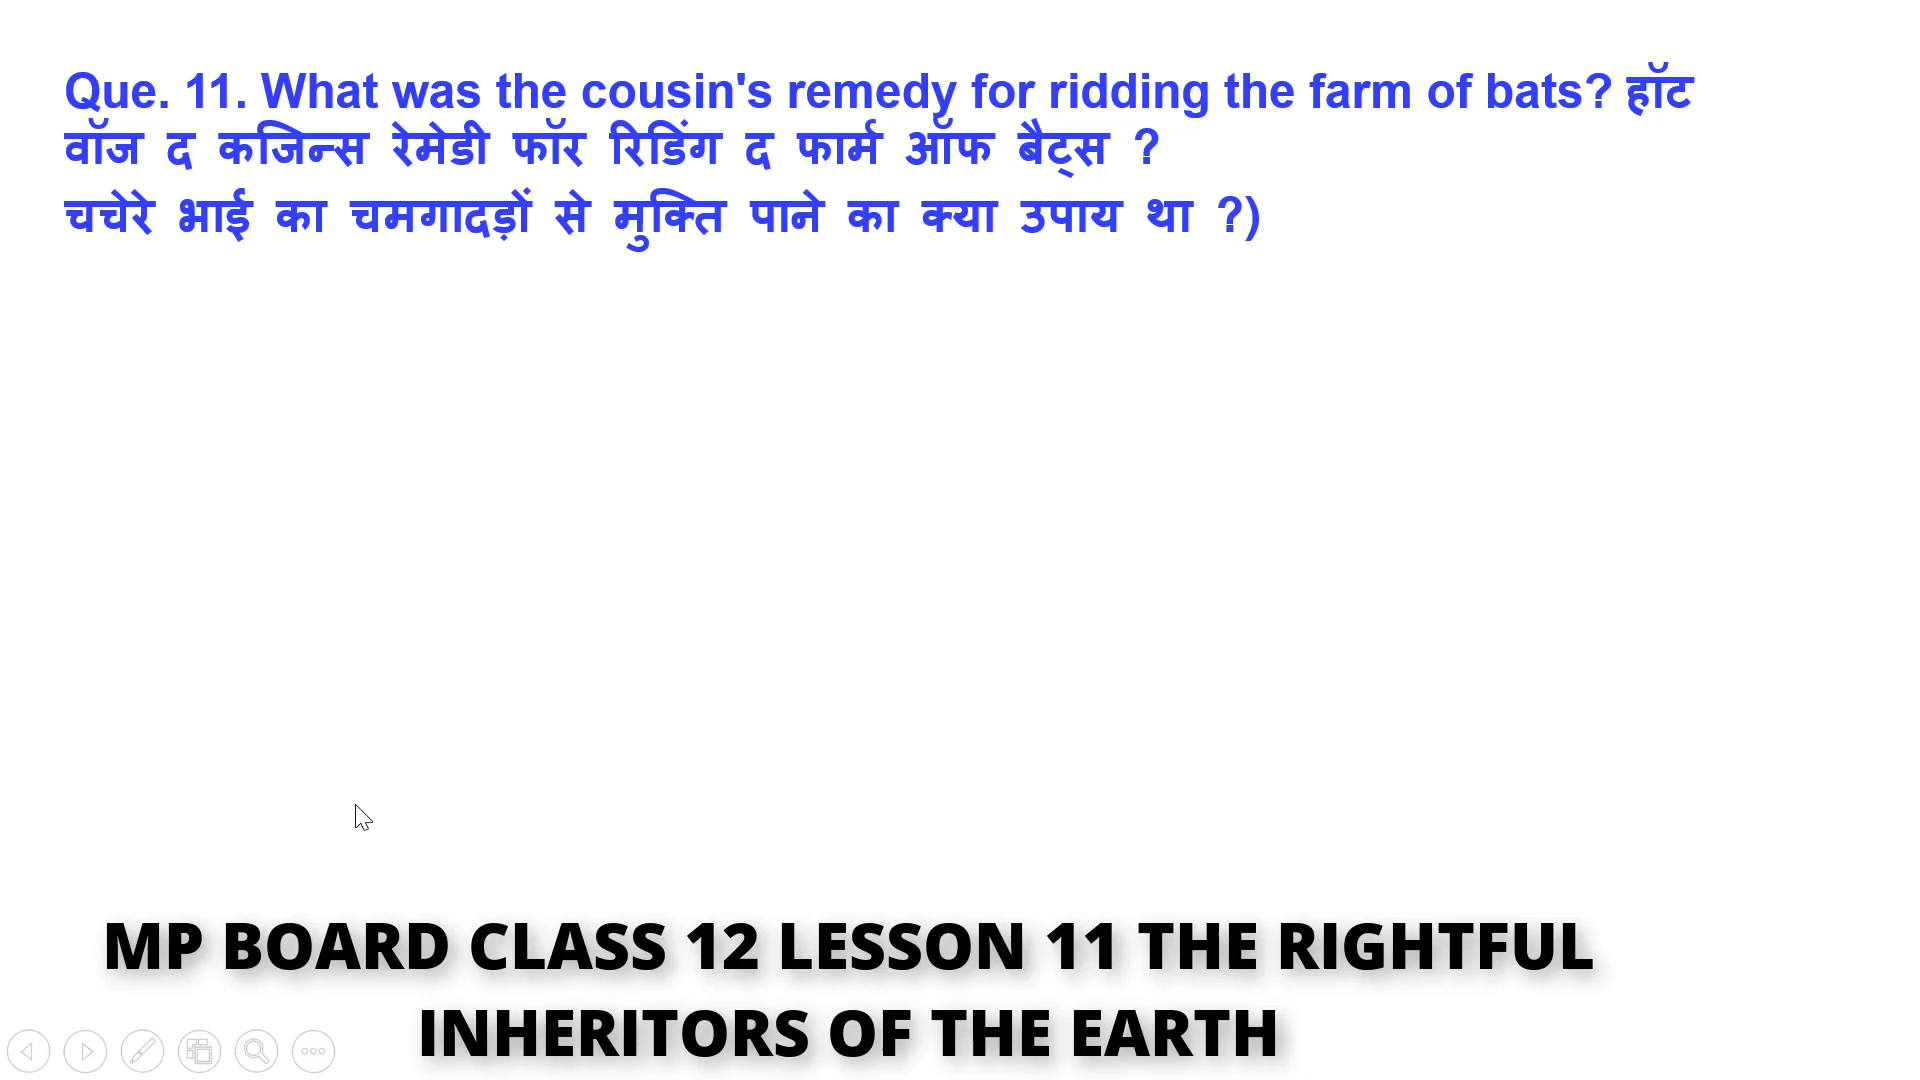 Que. 11. What was the cousin's remedy for ridding the farm of bats? हॉट
वॉज द कजिन्स रेमेडी फॉर रिडिंग द फार्म ऑफ बैट्स ?
चचेरे भाई का चमगादड़ों से मुक्ति पाने का क्या उपाय था ?)
MP BOARD CLASS 12 LESSON 11 THE RIGHTFUL
INHERITORS OF THE EARTH